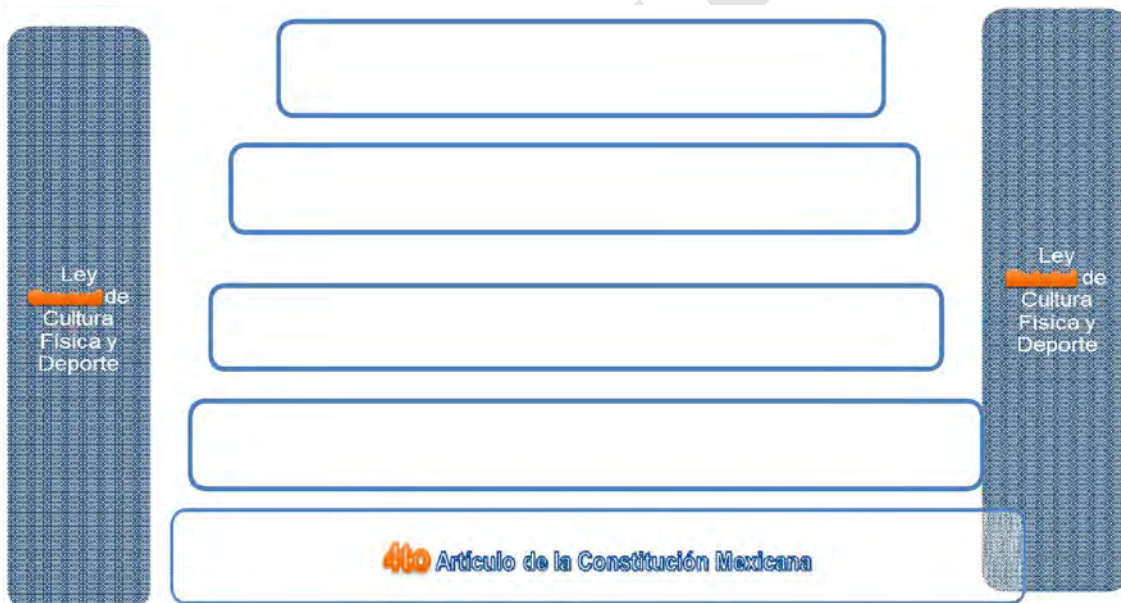 Ley
de
Cultura
Física y
Deporte
Ley
de
Cultura
Física y
Deporte
4to Artículo de la Constitución Mexicana